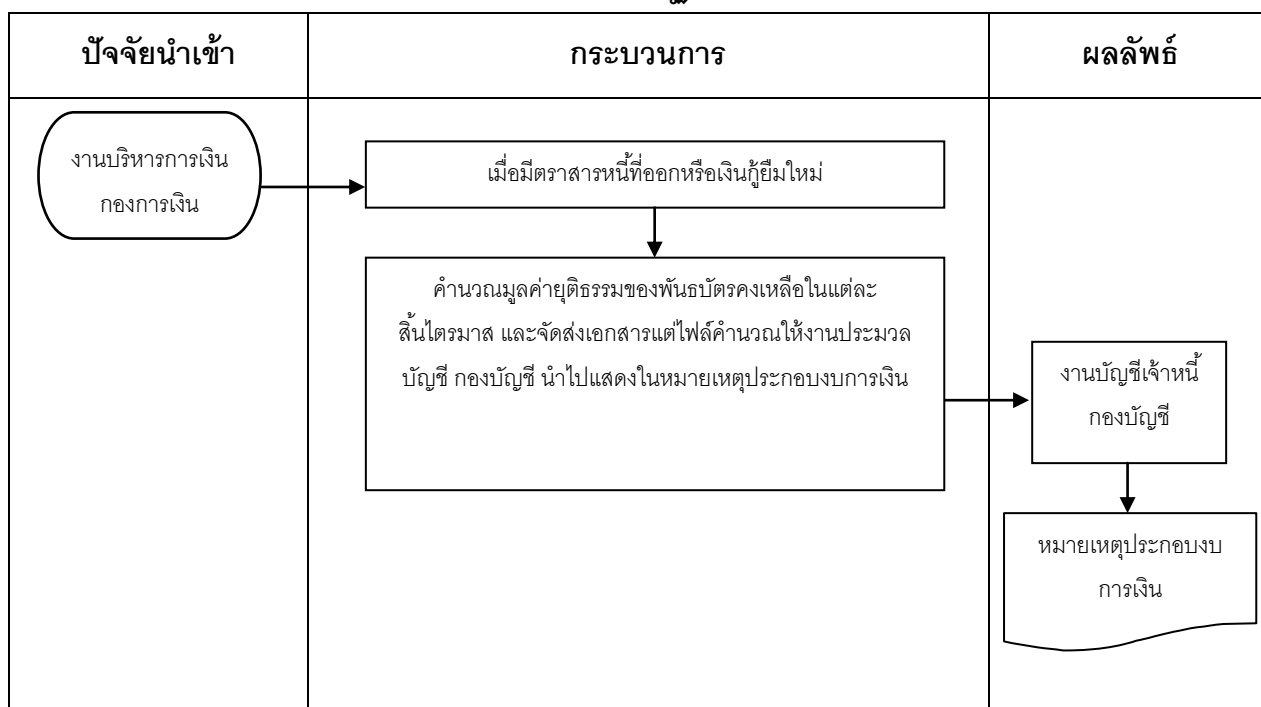 ปัจจัยนำเข้า
กระบวนการ
ผลลัพธ์
งานบริหารการเงิน
กองการเงิน
เมื่อมีตราสารหนี้ที่ออกหรือเงินกู้ยืมใหม่
คำนวณมูลค่ายุติธรรมของพันธบัตรคงเหลือในแต่ละ
สิ้นไตรมาส และจัดส่งเอกสารแต่ไฟล์คำนวณให้งานประมวล
บัญชี กองบัญชี นำไปแสดงในหมายเหตุประกอบงบการเงิน
งานบัญชีเจ้าหนี้
กองบัญชี
หมายเหตุประกอบงบ
การเงิน